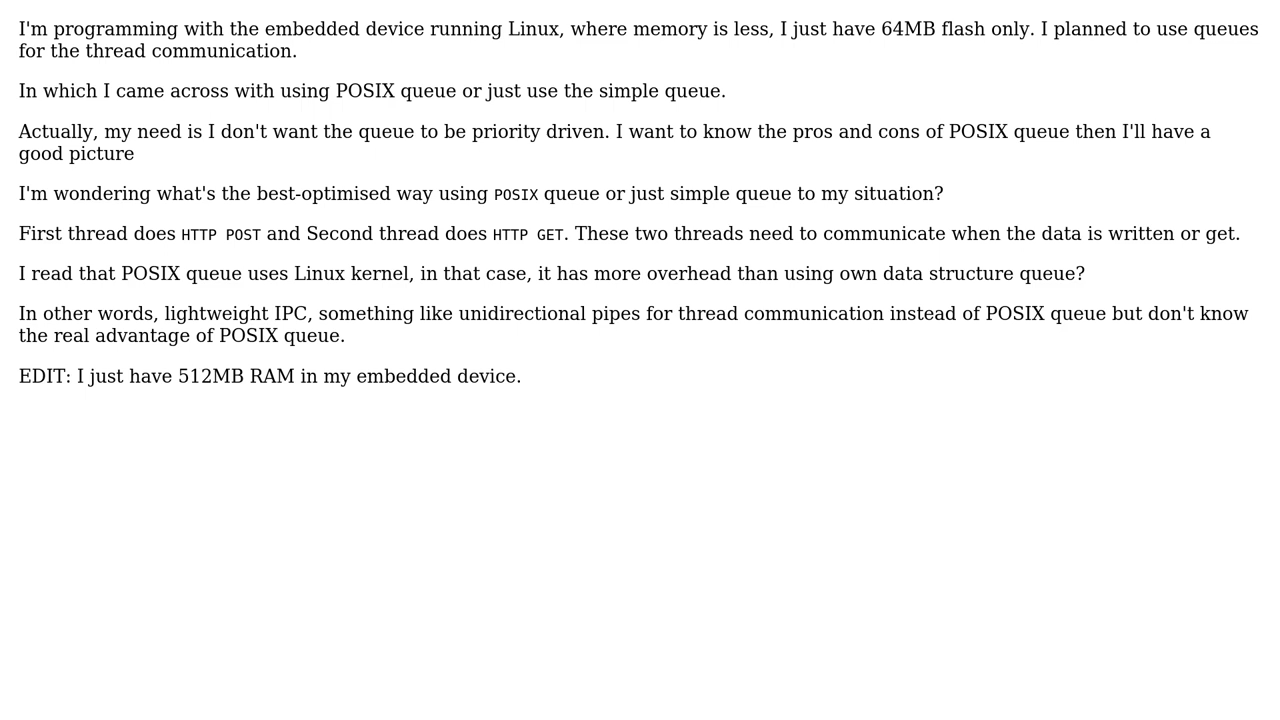 I'm programming with the embedded device running Linux, where memory is less, I just have 64MB flash only. I planned to use queues
for the thread communication.
In which I came across with using POSIX queue or just use the simple queue.
Actually, my need is I don't want the queue to be priority driven. I want to know the pros and cons of POSIX queue then I'll have a
good picture
I'm wondering what's the best-optimised way using POSIX queue or just simple queue to my situation?
First thread does HTTP POST and Second thread does HTTP GET. These two threads need to communicate when the data is written or get.
I read that POSIX queue uses Linux kernel, in that case, it has more overhead than using own data structure queue?
In other words, lightweight IPC, something like unidirectional pipes for thread communication instead of POSIX queue but don't know
the real advantage of POSIX queue.
EDIT: I just have 512MB RAM in my embedded device.